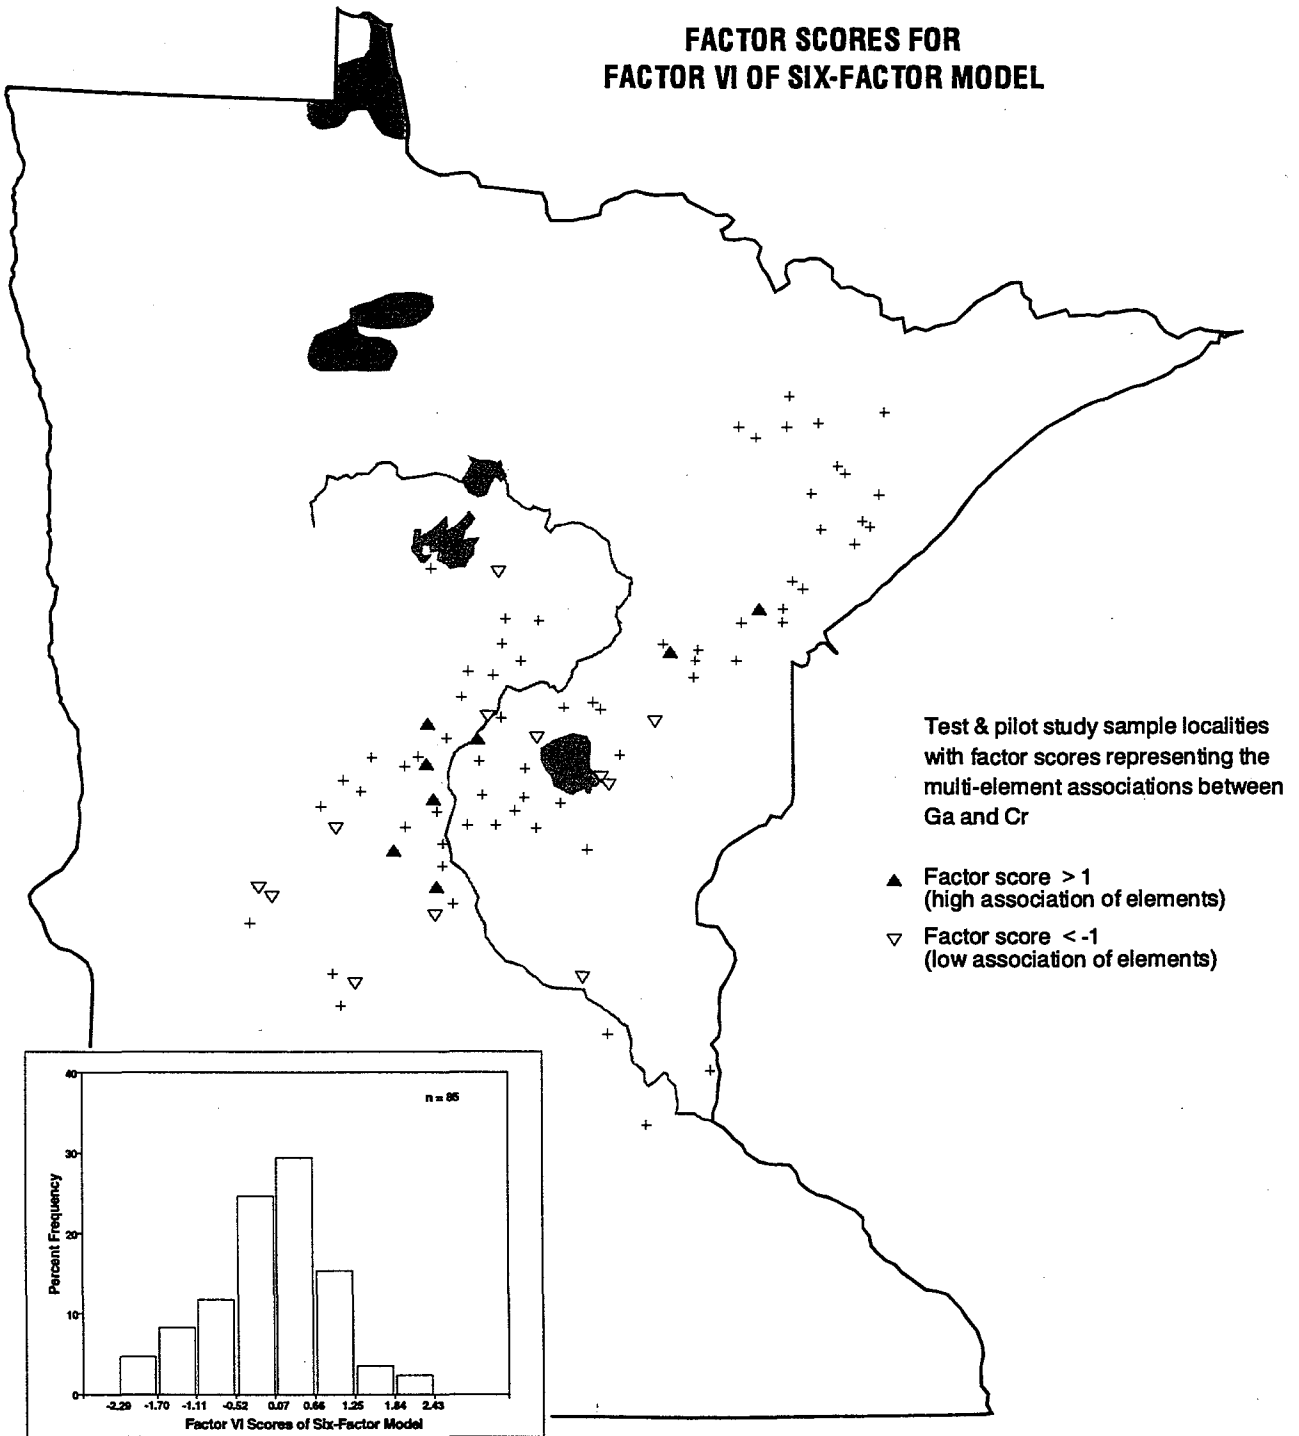 FACTOR SCORES FOR
FACTOR VI OF SIX-FACTOR MODEL
Test & pilot study sample localities
with factor scores representing the
multi-element associations between
Ga and Cr
Factor score > 1
(high association of elements)
Factor score < -1
(low association of elements)
n = 85
40
30
20
10
0
Percent Frequency
-2.29 -1.70 -1.11 -0.52 0.07 0.66 1.25 1.84 2.43
Factor VI Scores of Six-Factor Model